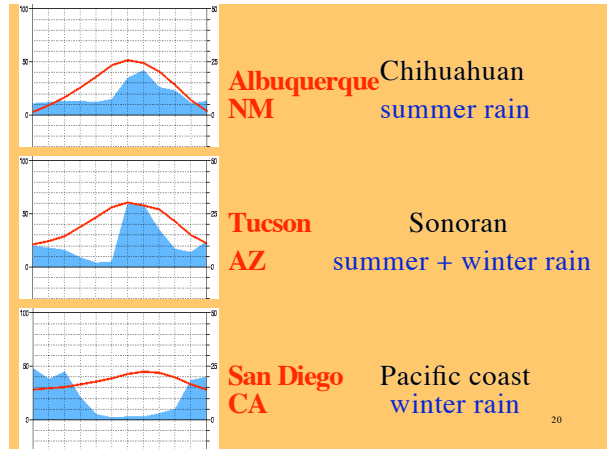 100 50
50 25
0 0
Albuquerque Chihuahuan
NM summer rain
100 50
50 25
0 0
Tucson Sonoran
AZ summer + winter rain
100 50
50 25
0 0
San Diego Pacific coast
CA winter rain
20